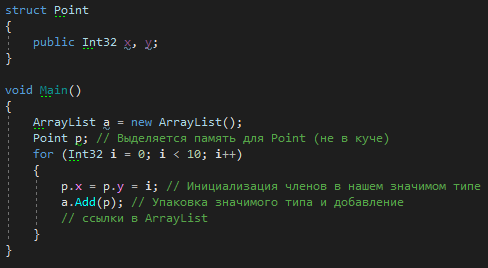 struct Point
{
    public Int32 x, y;
}

void Main()
{
    ArrayList a = new ArrayList();
    Point p; // Выделяется память для Point (не в куче)
    for (Int32 i = 0; i < 10; i++)
    {
        p.x = p.y = i; // Инициализация членов в нашем значимом типе
        a.Add(p); // Упаковка значимого типа и добавление
        // ссылки в ArrayList
    }
}